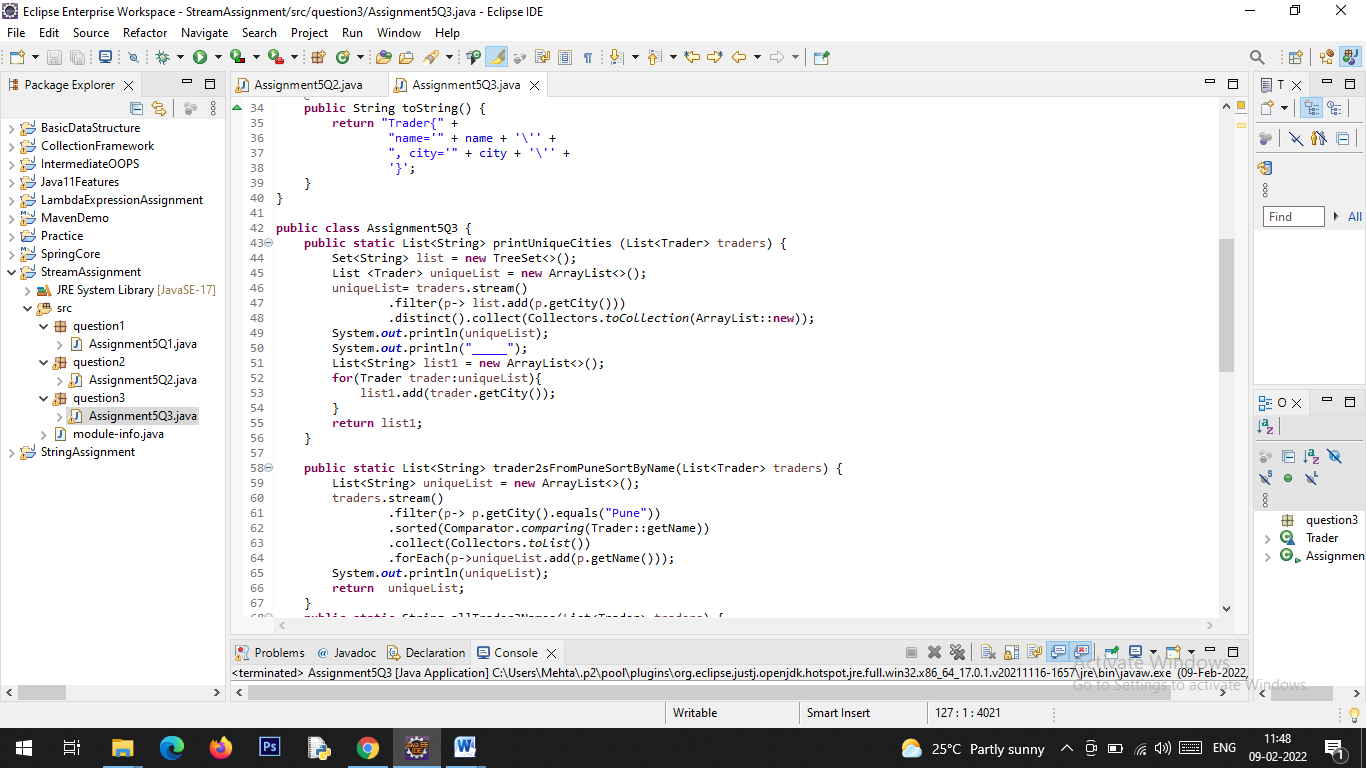 Eclipse Enterprise Workspace - StreamAssignment/src/question3/Assignment5Q3.java - Eclipse IDE
File Edit Source Refactor Navigate Search Project Run Window Help
Package Explorer
BasicDataStructure
CollectionFramework
IntermediateOOPS
Java11Features
LambdaExpressionAssignment
MavenDemo
Practice
SpringCore
StreamAssignment
JRE System Library [JavaSE-17]
src
question1
Assignment5Q1.java
question2
Assignment5Q2.java
question3
Assignment5Q3.java
module-info.java
StringAssignment
Assignment5Q2.java Assignment5Q3.java
34 public String toString() {
35 return "Trader{" +
36 "name='" + name + '\'' +
37 ", city='" + city + '\'' +
38 '}';
39 }
40 }
41
42 public class Assignment5Q3 {
43 public static List<String> printUniqueCities (List<Trader> traders) {
44 Set<String> list = new TreeSet<>();
45 List <Trader> uniqueList = new ArrayList<>();
46 uniqueList= traders.stream()
47 .filter(p-> list.add(p.getCity()))
48 .distinct().collect(Collectors.toCollection(ArrayList::new));
49 System.out.println(uniqueList);
50 System.out.println("_____");
51 List<String> list1 = new ArrayList<>();
52 for(Trader trader:uniqueList){
53 list1.add(trader.getCity());
54 }
55 return list1;
56 }
57
58 public static List<String> trader2sFromPuneSortByName(List<Trader> traders) {
59 List<String> uniqueList = new ArrayList<>();
60 traders.stream()
61 .filter(p-> p.getCity().equals("Pune"))
62 .sorted(Comparator.comparing(Trader::getName))
63 .collect(Collectors.toList())
64 .forEach(p->uniqueList.add(p.getName()));
65 System.out.println(uniqueList);
66 return uniqueList;
67 }
T
Find All
O
question3
Trader
Assignmen
Problems @ Javadoc Declaration Console
<terminated> Assignment5Q3 [Java Application] C:\Users\Mehta\.p2\pool\plugins\org.eclipse.justj.openjdk.hotspot.jre.full.win32.x86_64_17.0.1.v20211116-1657\jre\bin\javaw.exe (09-Feb-2022,
Activate Windows
Go to Settings to activate Windows.
Writable Smart Insert 127 : 1 : 4021
Ps W 25°C Partly sunny ENG 11:48
09-02-2022
1